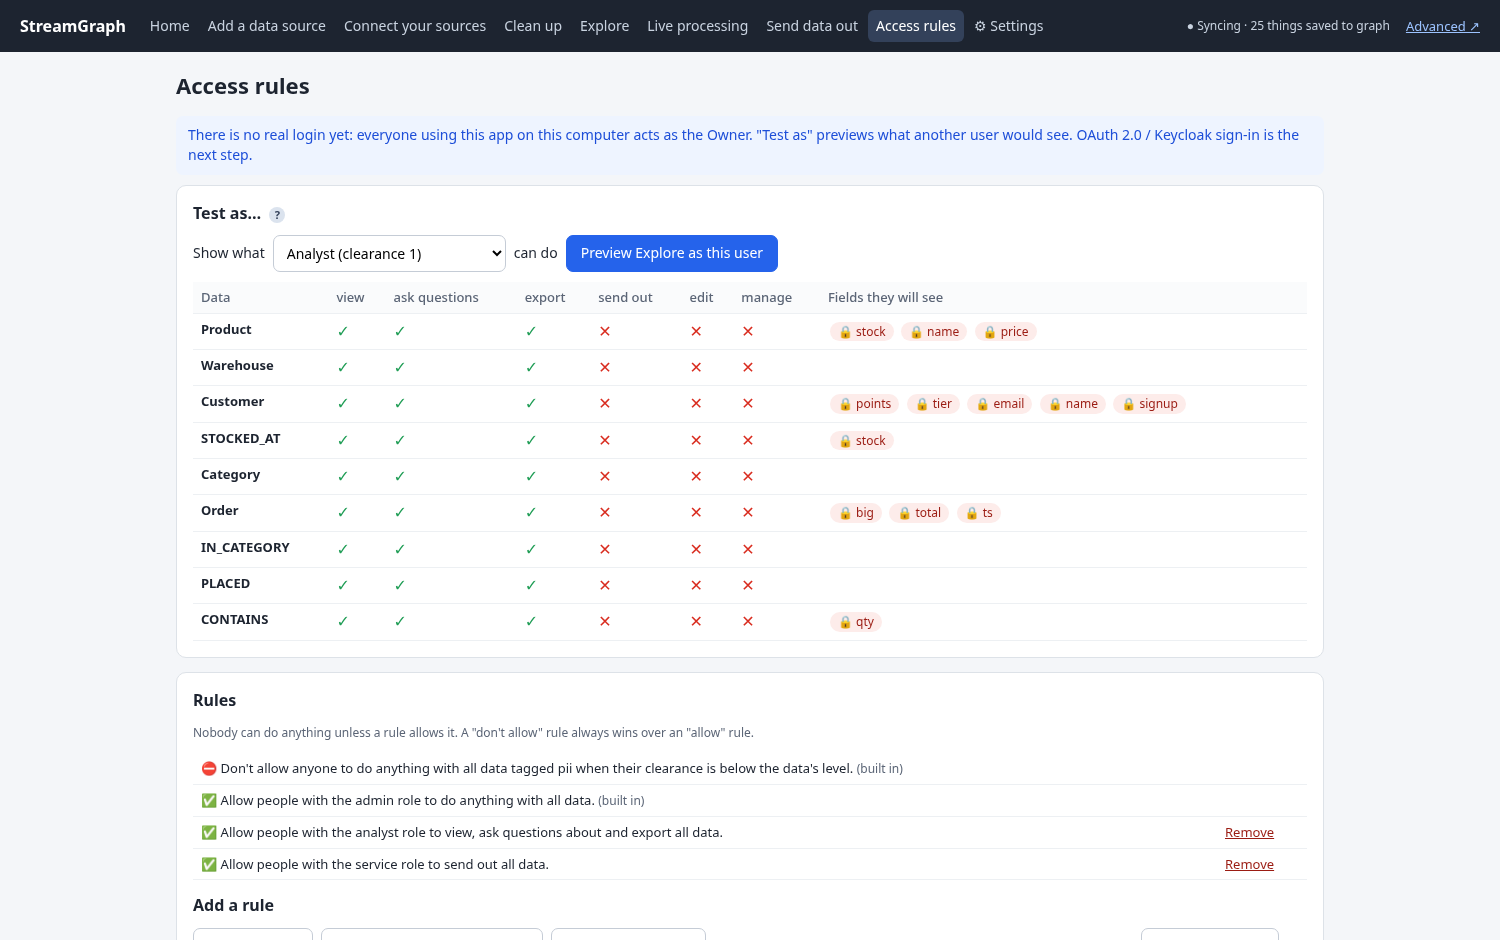 StreamGraph Home Add a data source Connect your sources Clean up Explore Live processing Send data out Access rules ⚙ Settings ● Syncing · 25 things saved to graph Advanced ↗
Access rules
There is no real login yet: everyone using this app on this computer acts as the Owner. "Test as" previews what another user would see. OAuth 2.0 / Keycloak sign-in is the
next step.
Test as... ?
Show what Analyst (clearance 1) can do Preview Explore as this user
Data view ask questions export send out edit manage Fields they will see
Product ✓ ✓ ✓ ✕ ✕ ✕ 🔒 stock 🔒 name 🔒 price
Warehouse ✓ ✓ ✓ ✕ ✕ ✕
Customer ✓ ✓ ✓ ✕ ✕ ✕ 🔒 points 🔒 tier 🔒 email 🔒 name 🔒 signup
STOCKED_AT ✓ ✓ ✓ ✕ ✕ ✕ 🔒 stock
Category ✓ ✓ ✓ ✕ ✕ ✕
Order ✓ ✓ ✓ ✕ ✕ ✕ 🔒 big 🔒 total 🔒 ts
IN_CATEGORY ✓ ✓ ✓ ✕ ✕ ✕
PLACED ✓ ✓ ✓ ✕ ✕ ✕
CONTAINS ✓ ✓ ✓ ✕ ✕ ✕ 🔒 qty
Rules
Nobody can do anything unless a rule allows it. A "don't allow" rule always wins over an "allow" rule.
⛔ Don't allow anyone to do anything with all data tagged pii when their clearance is below the data's level. (built in)
✅ Allow people with the admin role to do anything with all data. (built in)
✅ Allow people with the analyst role to view, ask questions about and export all data. Remove
✅ Allow people with the service role to send out all data. Remove
Add a rule